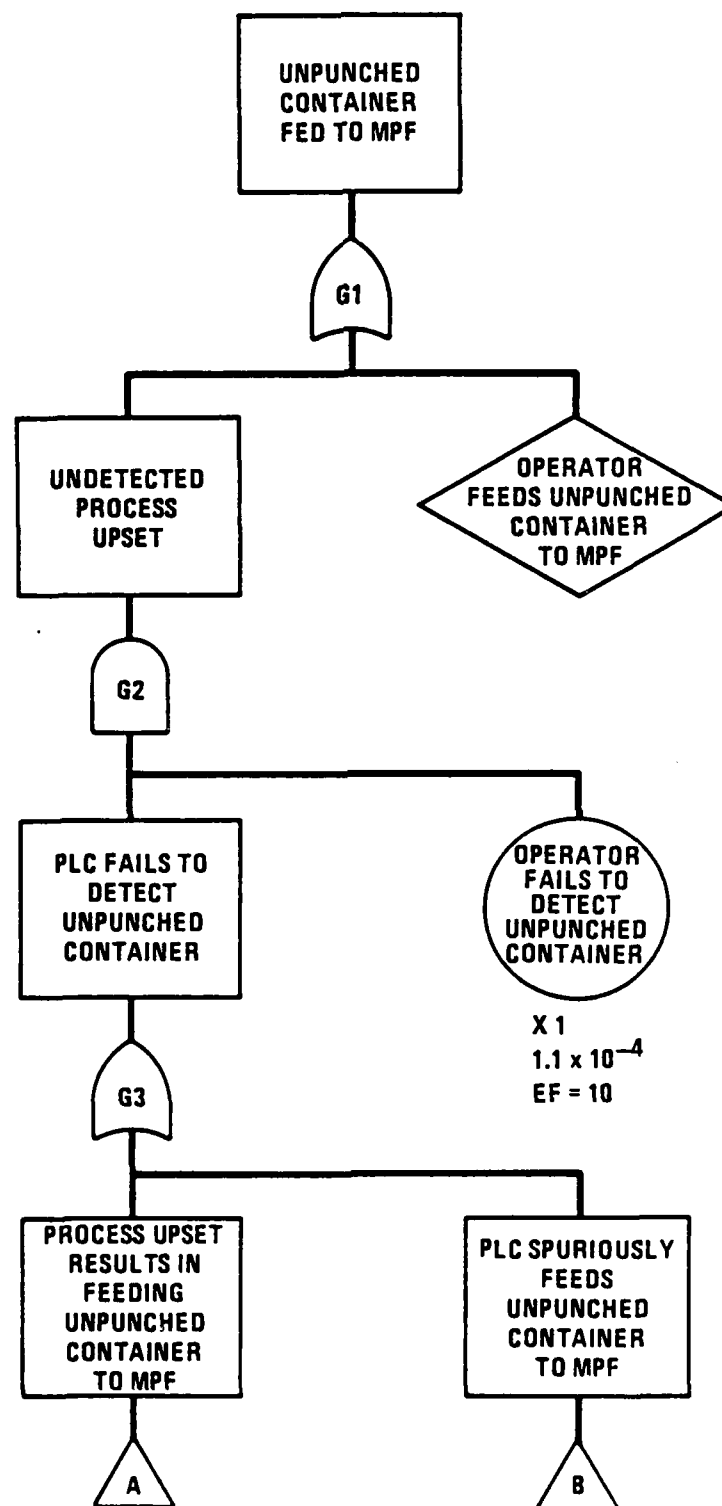 UNPUNCHED
CONTAINER
FED TO MPF
G1
UNDETECTED
PROCESS
UPSET
OPERATOR
FEEDS UNPUNCHED
CONTAINER
TO MPF
G2
PLC FAILS TO
DETECT
UNPUNCHED
CONTAINER
OPERATOR
FAILS TO
DETECT
UNPUNCHED
CONTAINER
X 1
1.1 x 10⁻⁴
EF = 10
G3
PROCESS UPSET
RESULTS IN
FEEDING
UNPUNCHED
CONTAINER
TO MPF
PLC SPURIOUSLY
FEEDS
UNPUNCHED
CONTAINER
TO MPF
A
B